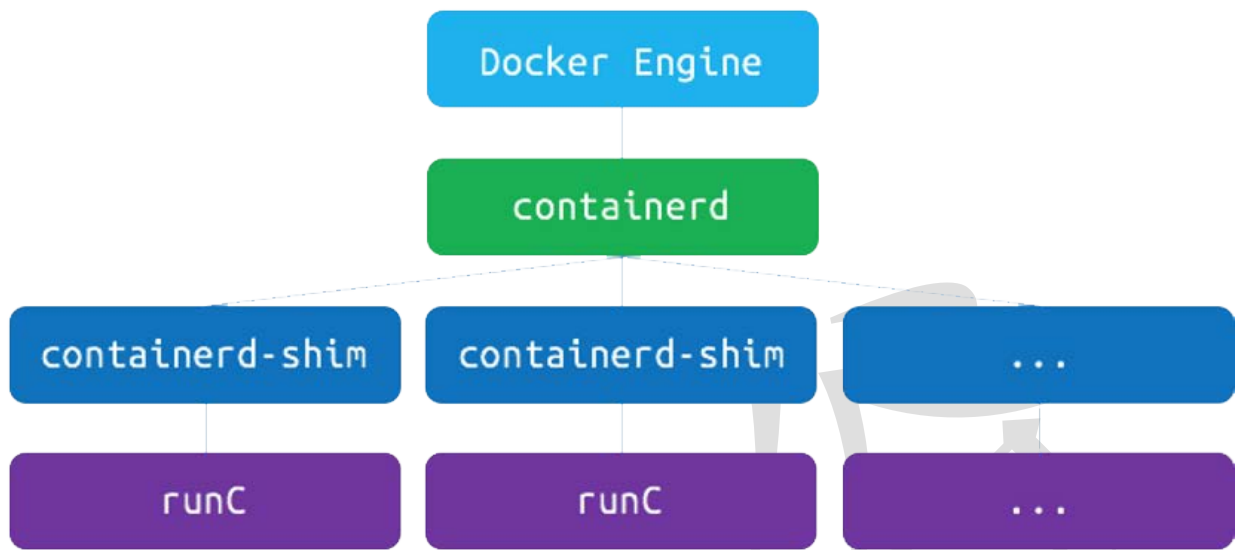 Docker Engine
containerd
containerd-shim
containerd-shim
...
runC
runC
...